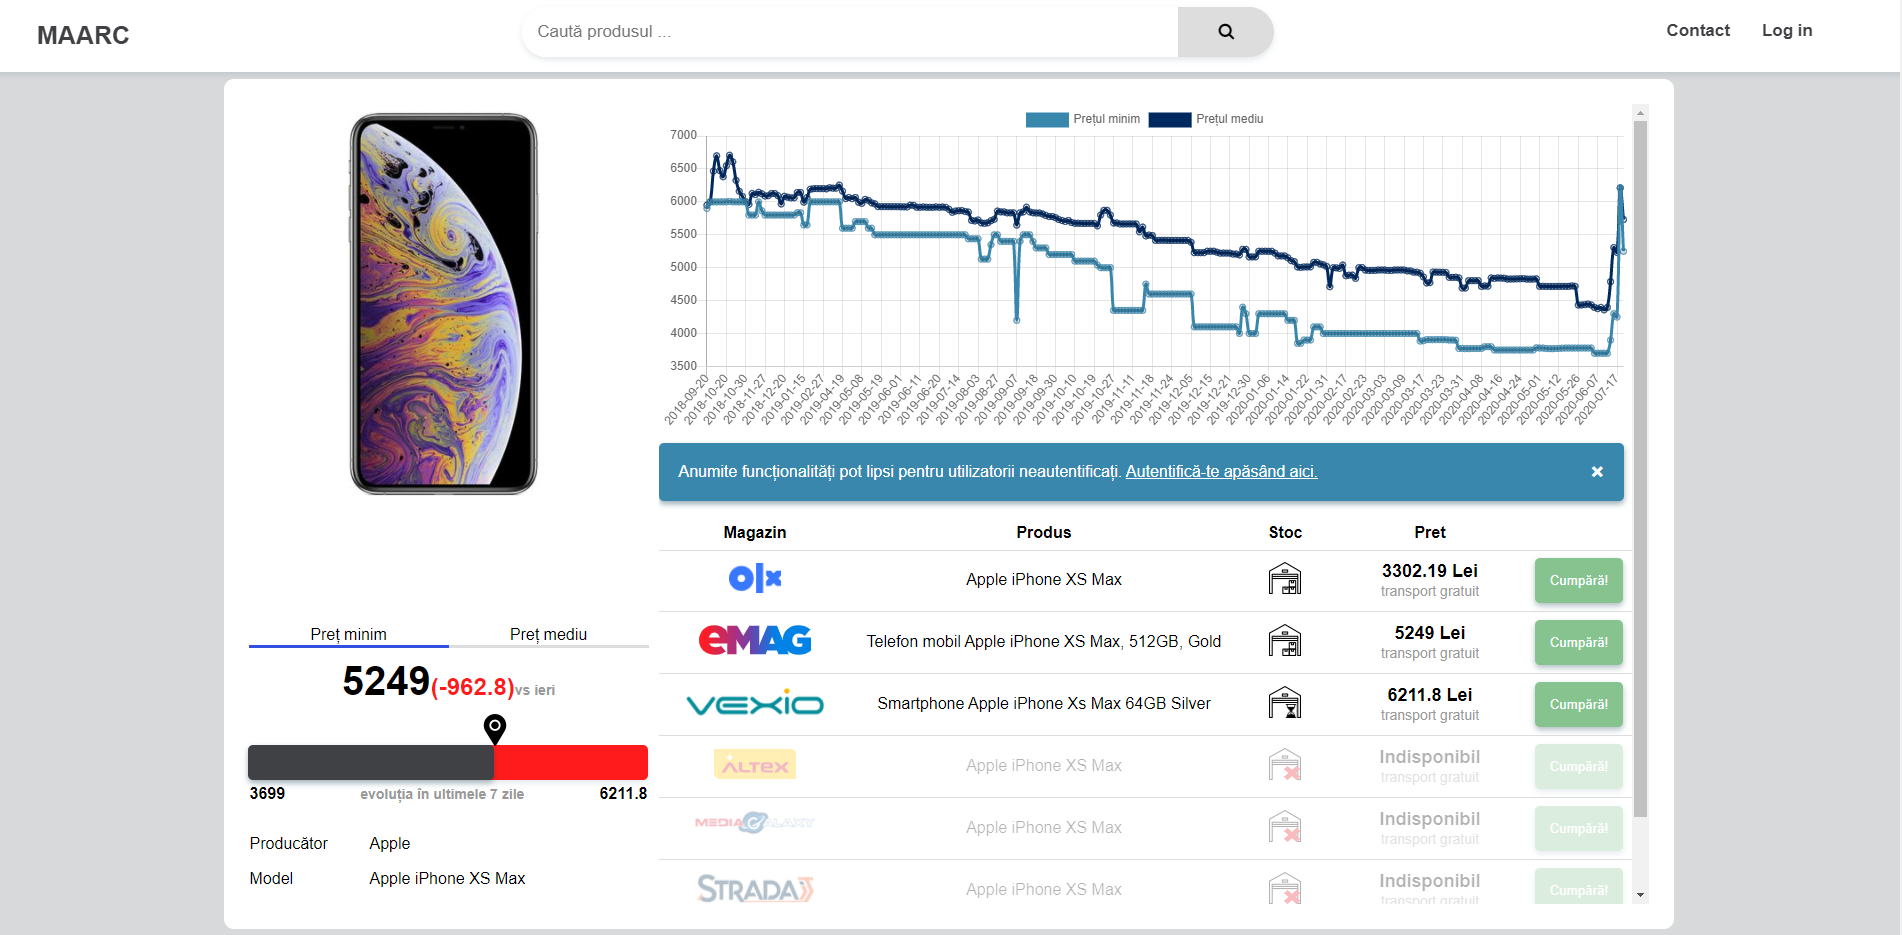 MAARC
Caută produsul ...
Contact
Log in
Prețul minim
Prețul mediu
7000
6500
6000
5500
5000
4500
4000
3500
2018-09-20
2018-10-20
2018-10-30
2018-11-27
2018-12-20
2019-01-15
2019-02-27
2019-04-19
2019-05-08
2019-05-19
2019-06-01
2019-06-11
2019-06-20
2019-07-14
2019-08-03
2019-08-27
2019-09-07
2019-09-18
2019-09-30
2019-10-10
2019-10-19
2019-10-27
2019-11-11
2019-11-18
2019-11-24
2019-12-05
2019-12-15
2019-12-21
2019-12-30
2020-01-06
2020-01-14
2020-01-22
2020-01-31
2020-02-17
2020-02-23
2020-03-03
2020-03-09
2020-03-17
2020-03-23
2020-03-31
2020-04-08
2020-04-16
2020-04-24
2020-05-01
2020-05-12
2020-05-26
2020-06-07
2020-07-17
Anumite funcționalități pot lipsi pentru utilizatorii neautentificați. Autentifică-te apăsând aici. ×
Magazin Produs Stoc Pret
olx Apple iPhone XS Max 3302.19 Lei
transport gratuit
Cumpără!
eMAG Telefon mobil Apple iPhone XS Max, 512GB, Gold 5249 Lei
transport gratuit
Cumpără!
VEXIO Smartphone Apple iPhone Xs Max 64GB Silver 6211.8 Lei
transport gratuit
Cumpără!
ALTEX Apple iPhone XS Max Indisponibil
transport gratuit
Cumpără!
MEDIA GALAXY Apple iPhone XS Max Indisponibil
transport gratuit
Cumpără!
STRADA Apple iPhone XS Max Indisponibil
transport gratuit
Cumpără!
Preț minim Preț mediu
5249(-962.8)vs ieri
3699 evoluția în ultimele 7 zile 6211.8
Producător Apple
Model Apple iPhone XS Max